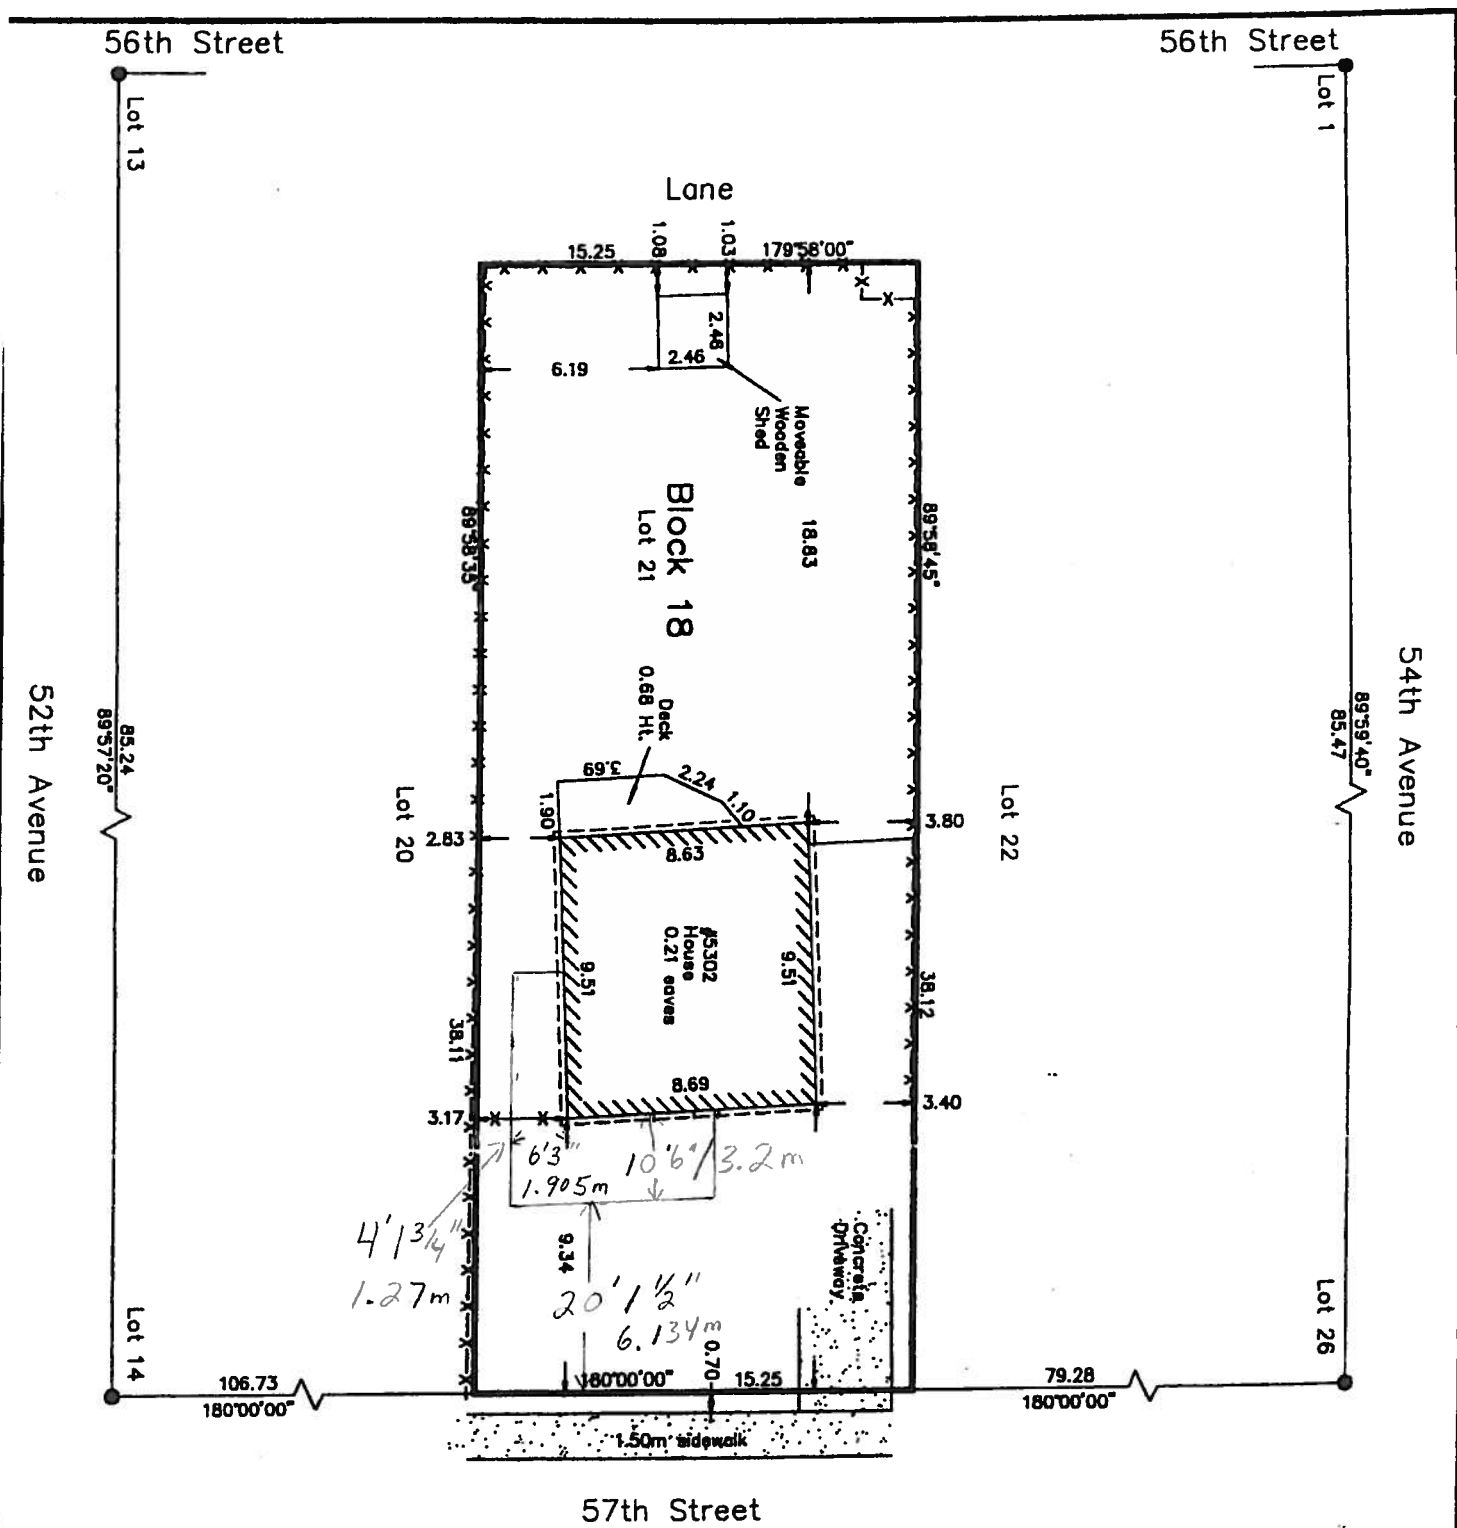 56th Street
56th Street
Lot 13
Lot 1
Lane
15.25
1.08
1.03
179°58'00"
2.46
2.46
6.19
Moveable
Wooden
Shed
18.83
Block 18
Lot 21
89°58'35"
89°58'45"
Deck
0.68 Ht.
52th Avenue
85.24
89°57'20"
54th Avenue
89°59'40"
85.47
3.69
2.24
1.10
1.90
Lot 20
2.83
3.80
Lot 22
8.63
9.51
#5302
House
0.21 eaves
9.51
38.11
38.12
8.69
3.17
3.40
6'3"
1.905m
10'6"/3.2m
4'1 3/4"
1.27m
9.34
20'1 1/2"
6.134m
Concrete
Driveway
0.70
Lot 14
Lot 26
106.73
180°00'00"
180°00'00"
15.25
79.28
180°00'00"
1.50m sidewalk
57th Street